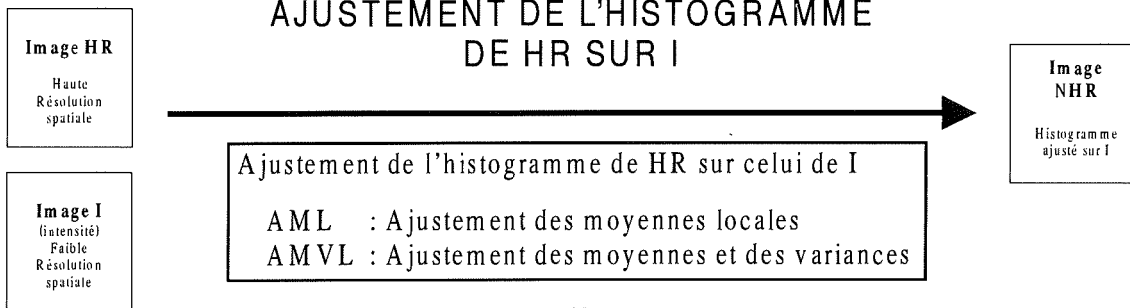 AJUSTEMENT DE L'HISTOGRAMME
DE HR SUR I
Image HR
Haute
Résolution
spatiale
Image I
(intensité)
Faible
Résolution
spatiale
Ajustement de l'histogramme de HR sur celui de I
AML : Ajustement des moyennes locales
AMVL : Ajustement des moyennes et des variances
Image
NHR
Histogramme
ajusté sur I